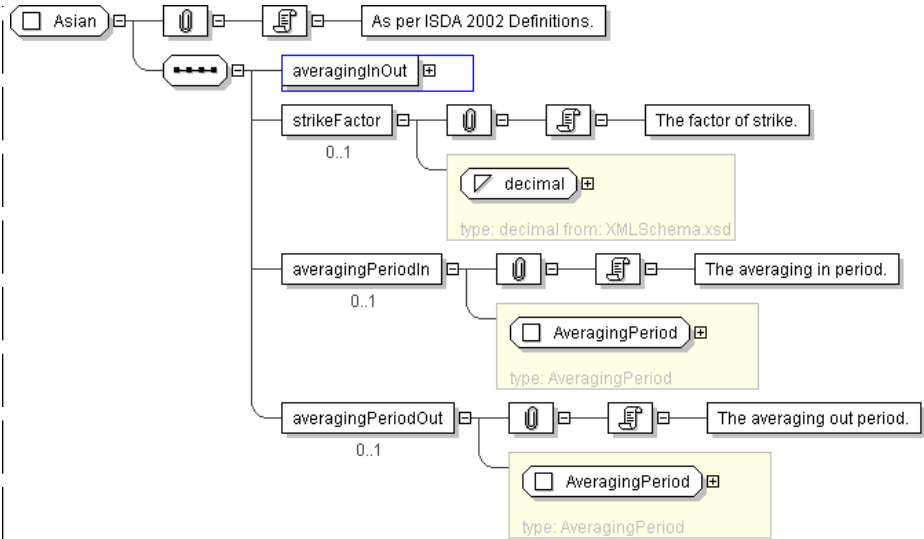 Asian
As per ISDA 2002 Definitions.
averagingInOut
strikeFactor
The factor of strike.
0..1
decimal
type: decimal from: XMLSchema.xsd
averagingPeriodIn
The averaging in period.
0..1
AveragingPeriod
type: AveragingPeriod
averagingPeriodOut
The averaging out period.
0..1
AveragingPeriod
type: AveragingPeriod